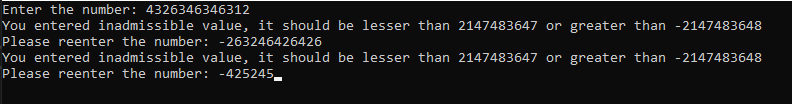 Enter the number: 4326346346312
You entered inadmissible value, it should be lesser than 2147483647 or greater than -2147483648
Please reenter the number: -263246426426
You entered inadmissible value, it should be lesser than 2147483647 or greater than -2147483648
Please reenter the number: -425245